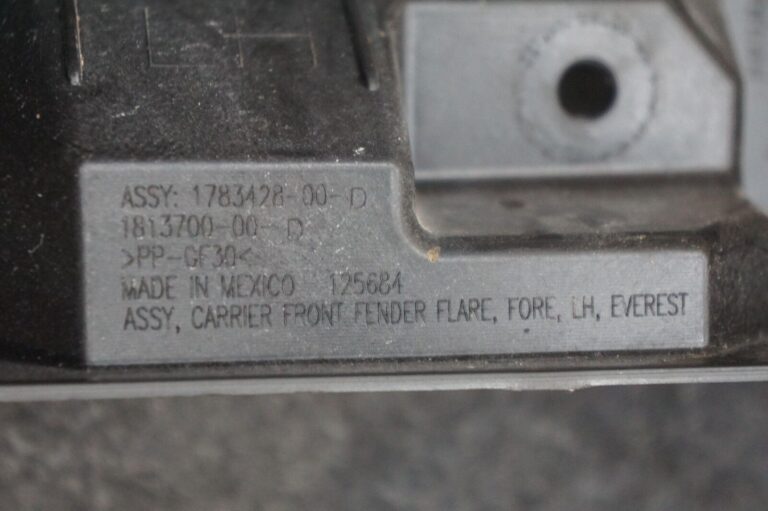 LH
ASSY: 1783428-00-D
1813700-00-D
>PP-GF30<
MADE IN MEXICO 125684
ASSY, CARRIER FRONT FENDER FLARE, FORE, LH, EVEREST